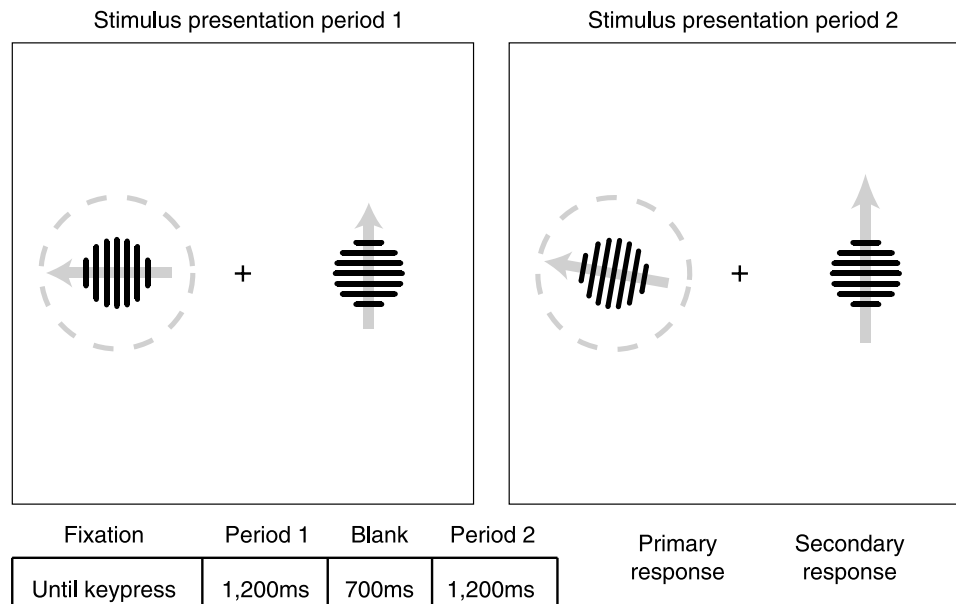 Stimulus presentation period 1
Stimulus presentation period 2
+
+
Fixation Period 1 Blank Period 2
Until keypress 1,200ms 700ms 1,200ms
Primary
response
Secondary
response